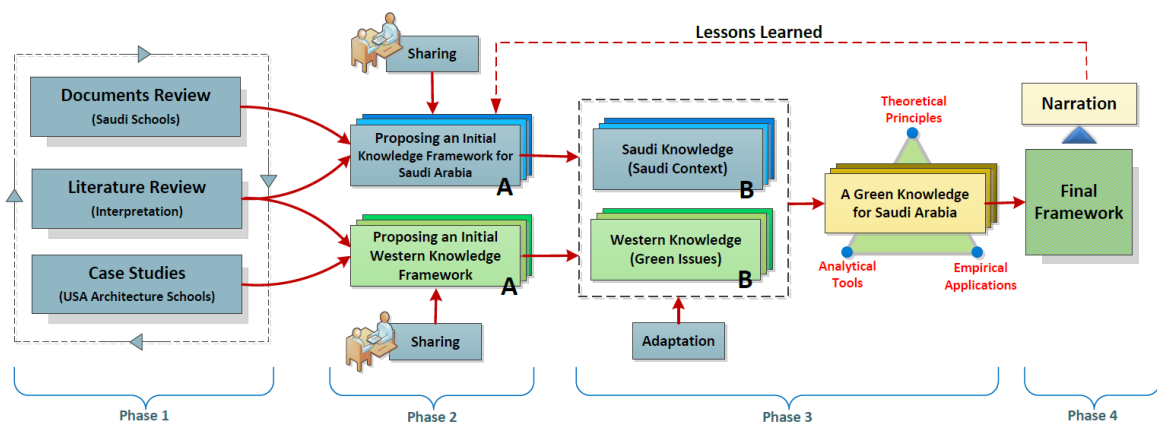 Lessons Learned
Sharing
Documents Review
(Saudi Schools)
Literature Review
(Interpretation)
Case Studies
(USA Architecture Schools)
Proposing an Initial
Knowledge Framework for
Saudi Arabia
A
Proposing an Initial
Western Knowledge
Framework
A
Sharing
Saudi Knowledge
(Saudi Context)
B
Western Knowledge
(Green Issues)
B
Adaptation
Theoretical
Principles
A Green Knowledge
for Saudi Arabia
Analytical
Tools
Empirical
Applications
Narration
Final
Framework
Phase 1
Phase 2
Phase 3
Phase 4